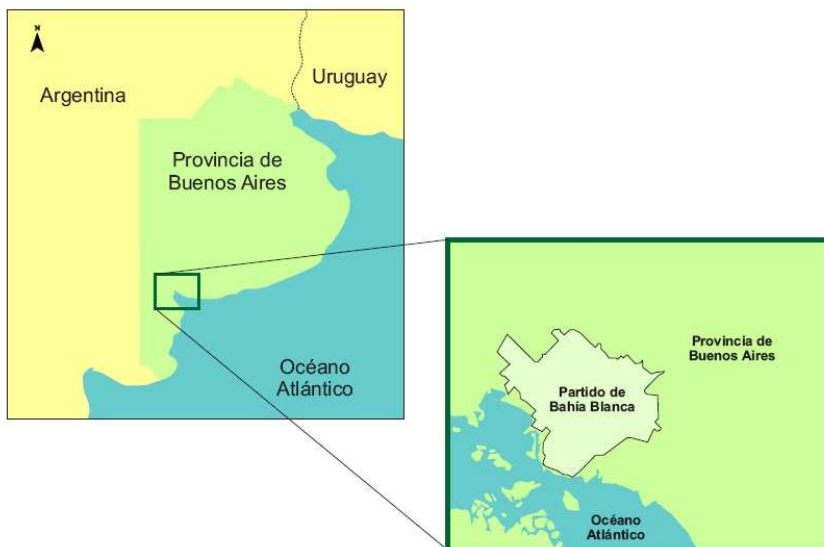 N
Uruguay
Argentina
Provincia de
Buenos Aires
Océano
Atlántico
Provincia de
Buenos Aires
Partido de
Bahía Blanca
Océano
Atlántico